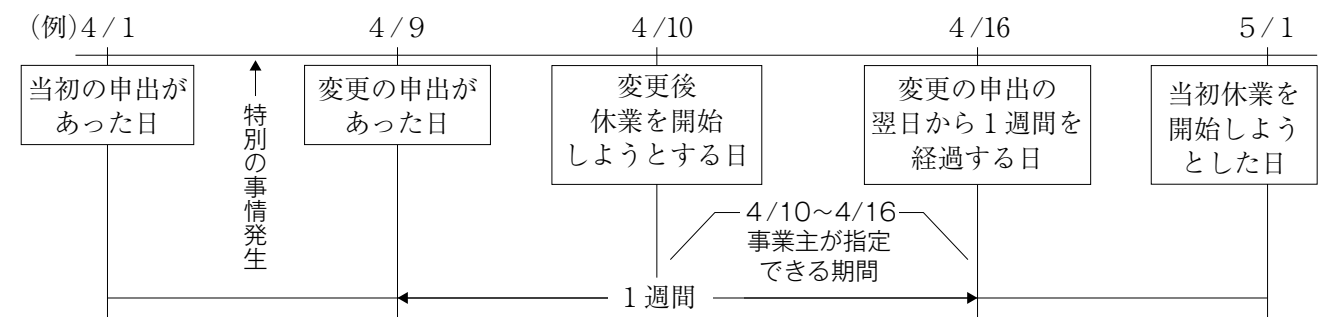 (例)4/1 4/9 4/10 4/16 5/1
当初の申出が
あった日
特別の事情発生
変更の申出が
あった日
変更後
休業を開始
しようとする日
変更の申出の
翌日から1週間を
経過する日
当初休業を
開始しよう
とした日
4/10~4/16
事業主が指定
できる期間
1週間